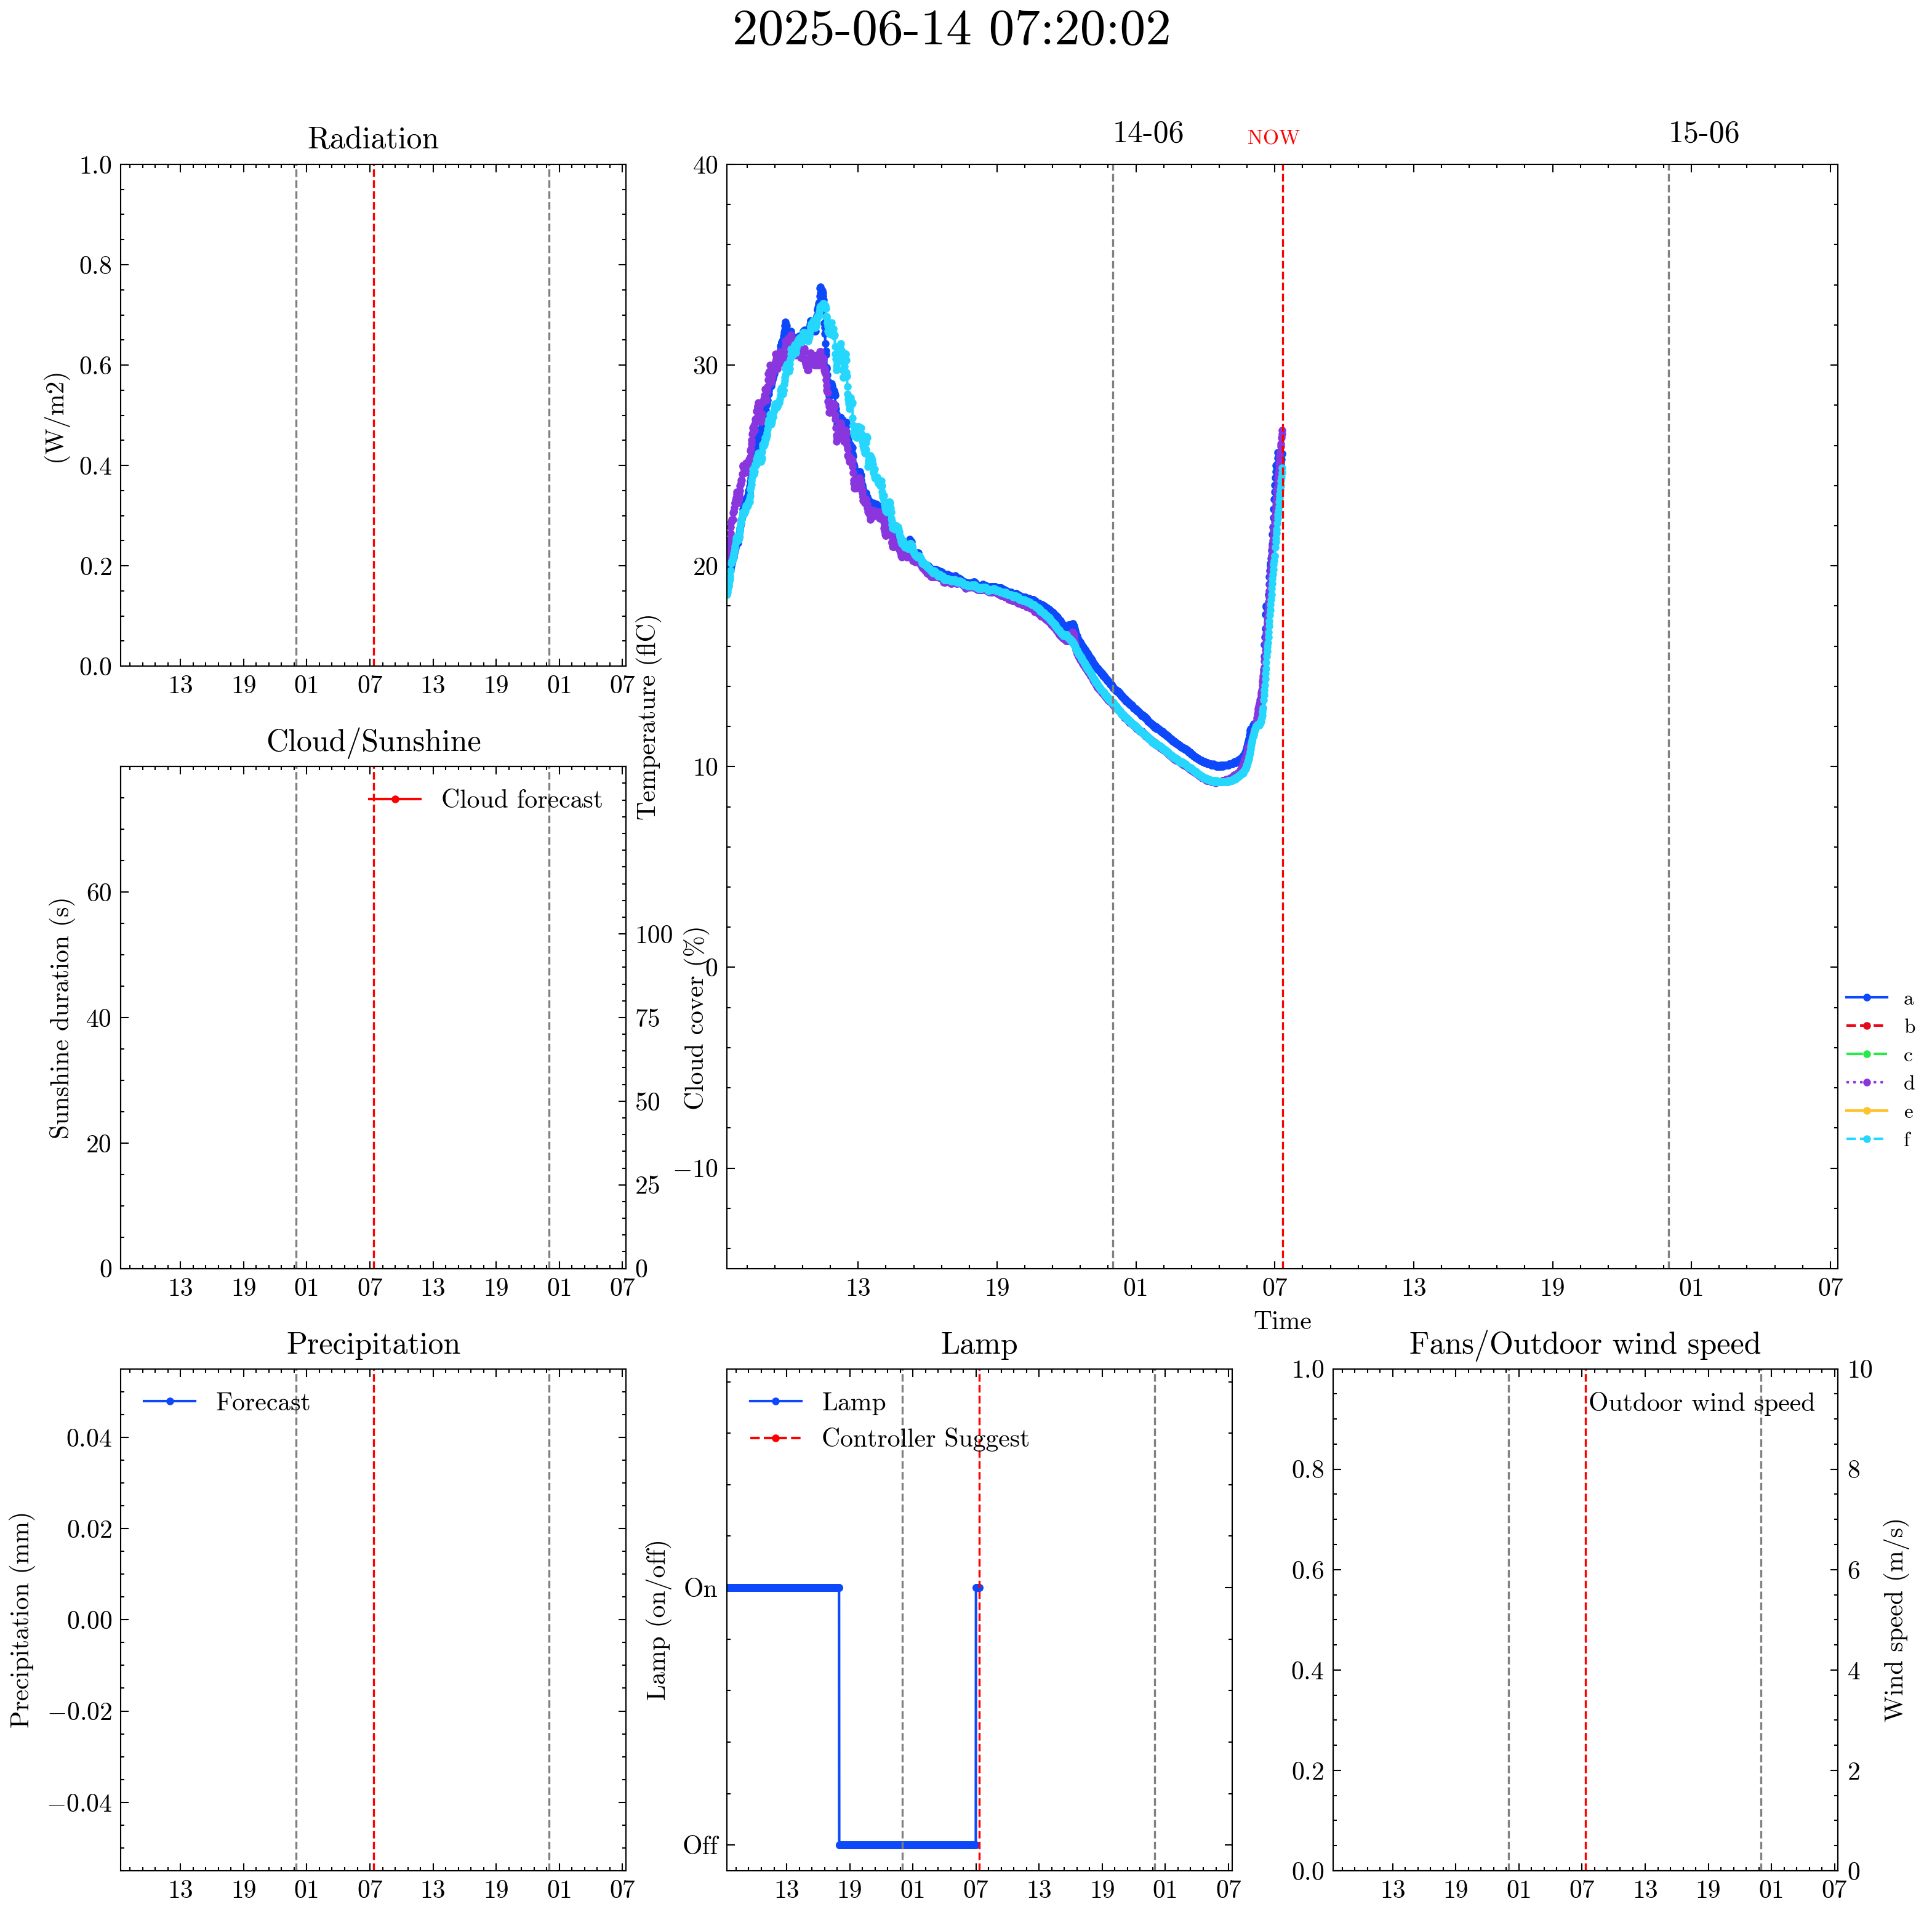 2025-06-14 07:20:02
Radiation
14-06
NOW
15-06
1.0
0.8
0.6
0.4
0.2
0.0
(W/m2)
13 19 01 07 13 19 01 07
40
30
20
10
0
−10
Temperature (flC)
13 19 01 07 13 19 01 07
Time
a
b
c
d
e
f
Cloud/Sunshine
Cloud forecast
60
40
20
0
Sunshine duration (s)
100
75
50
25
0
Cloud cover (%)
13 19 01 07 13 19 01 07
Precipitation
Forecast
0.04
0.02
0.00
−0.02
−0.04
Precipitation (mm)
13 19 01 07 13 19 01 07
Lamp
Lamp
Controller Suggest
On
Off
Lamp (on/off)
13 19 01 07 13 19 01 07
Fans/Outdoor wind speed
Outdoor wind speed
1.0
0.8
0.6
0.4
0.2
0.0
10
8
6
4
2
0
Wind speed (m/s)
13 19 01 07 13 19 01 07